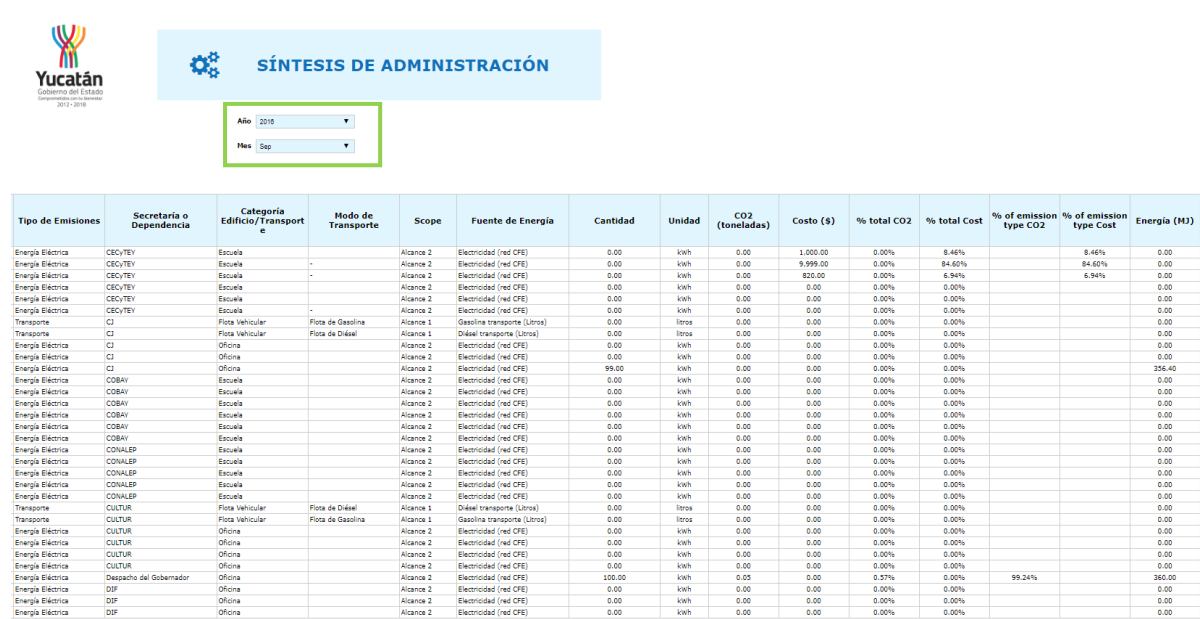 Yucatán
Gobierno del Estado
Comprometidos con tu bienestar
2012 • 2018
SÍNTESIS DE ADMINISTRACIÓN
Año 2016 ▼
Mes Sep ▼
Tipo de Emisiones Secretaría o Dependencia Categoría Edificio/Transporte Modo de Transporte Scope Fuente de Energía Cantidad Unidad CO2 (toneladas) Costo ($) % total CO2 % total Cost % of emission type CO2 % of emission type Cost Energía (MJ)
Energía Eléctrica CECyTEY Escuela Alcance 2 Electricidad (red CFE) 0.00 kWh 0.00 1,000.00 0.00% 8.46% 8.46% 0.00
Energía Eléctrica CECyTEY Escuela - Alcance 2 Electricidad (red CFE) 0.00 kWh 0.00 9,999.00 0.00% 84.60% 84.60% 0.00
Energía Eléctrica CECyTEY Escuela - Alcance 2 Electricidad (red CFE) 0.00 kWh 0.00 820.00 0.00% 6.94% 6.94% 0.00
Energía Eléctrica CECyTEY Escuela Alcance 2 Electricidad (red CFE) 0.00 kWh 0.00 0.00 0.00% 0.00% 0.00
Energía Eléctrica CECyTEY Escuela Alcance 2 Electricidad (red CFE) 0.00 kWh 0.00 0.00 0.00% 0.00% 0.00
Energía Eléctrica CECyTEY Escuela - Alcance 2 Electricidad (red CFE) 0.00 kWh 0.00 0.00 0.00% 0.00% 0.00
Transporte CJ Flota Vehicular Flota de Gasolina Alcance 1 Gasolina transporte (Litros) 0.00 litros 0.00 0.00 0.00% 0.00% 0.00
Transporte CJ Flota Vehicular Flota de Diésel Alcance 1 Diésel transporte (Litros) 0.00 litros 0.00 0.00 0.00% 0.00% 0.00
Energía Eléctrica CJ Oficina Alcance 2 Electricidad (red CFE) 0.00 kWh 0.00 0.00 0.00% 0.00% 0.00
Energía Eléctrica CJ Oficina Alcance 2 Electricidad (red CFE) 0.00 kWh 0.00 0.00 0.00% 0.00% 0.00
Energía Eléctrica CJ Oficina Alcance 2 Electricidad (red CFE) 99.00 kWh 0.00 0.00 0.00% 0.00% 356.40
Energía Eléctrica COBAY Escuela Alcance 2 Electricidad (red CFE) 0.00 kWh 0.00 0.00 0.00% 0.00% 0.00
Energía Eléctrica COBAY Escuela Alcance 2 Electricidad (red CFE) 0.00 kWh 0.00 0.00 0.00% 0.00% 0.00
Energía Eléctrica COBAY Escuela Alcance 2 Electricidad (red CFE) 0.00 kWh 0.00 0.00 0.00% 0.00% 0.00
Energía Eléctrica COBAY Escuela Alcance 2 Electricidad (red CFE) 0.00 kWh 0.00 0.00 0.00% 0.00% 0.00
Energía Eléctrica COBAY Escuela Alcance 2 Electricidad (red CFE) 0.00 kWh 0.00 0.00 0.00% 0.00% 0.00
Energía Eléctrica COBAY Escuela Alcance 2 Electricidad (red CFE) 0.00 kWh 0.00 0.00 0.00% 0.00% 0.00
Energía Eléctrica CONALEP Escuela Alcance 2 Electricidad (red CFE) 0.00 kWh 0.00 0.00 0.00% 0.00% 0.00
Energía Eléctrica CONALEP Escuela Alcance 2 Electricidad (red CFE) 0.00 kWh 0.00 0.00 0.00% 0.00% 0.00
Energía Eléctrica CONALEP Escuela Alcance 2 Electricidad (red CFE) 0.00 kWh 0.00 0.00 0.00% 0.00% 0.00
Energía Eléctrica CONALEP Escuela Alcance 2 Electricidad (red CFE) 0.00 kWh 0.00 0.00 0.00% 0.00% 0.00
Energía Eléctrica CONALEP Escuela Alcance 2 Electricidad (red CFE) 0.00 kWh 0.00 0.00 0.00% 0.00% 0.00
Transporte CULTUR Flota Vehicular Flota de Diésel Alcance 1 Diésel transporte (Litros) 0.00 litros 0.00 0.00 0.00% 0.00% 0.00
Transporte CULTUR Flota Vehicular Flota de Gasolina Alcance 1 Gasolina transporte (Litros) 0.00 litros 0.00 0.00 0.00% 0.00% 0.00
Energía Eléctrica CULTUR Oficina Alcance 2 Electricidad (red CFE) 0.00 kWh 0.00 0.00 0.00% 0.00% 0.00
Energía Eléctrica CULTUR Oficina Alcance 2 Electricidad (red CFE) 0.00 kWh 0.00 0.00 0.00% 0.00% 0.00
Energía Eléctrica CULTUR Oficina Alcance 2 Electricidad (red CFE) 0.00 kWh 0.00 0.00 0.00% 0.00% 0.00
Energía Eléctrica CULTUR Oficina Alcance 2 Electricidad (red CFE) 0.00 kWh 0.00 0.00 0.00% 0.00% 0.00
Energía Eléctrica Despacho del Gobernador Oficina Alcance 2 Electricidad (red CFE) 100.00 kWh 0.05 0.00 0.57% 0.00% 99.24% 360.00
Energía Eléctrica DIF Oficina Alcance 2 Electricidad (red CFE) 0.00 kWh 0.00 0.00 0.00% 0.00% 0.00
Energía Eléctrica DIF Oficina Alcance 2 Electricidad (red CFE) 0.00 kWh 0.00 0.00 0.00% 0.00% 0.00
Energía Eléctrica DIF Oficina Alcance 2 Electricidad (red CFE) 0.00 kWh 0.00 0.00 0.00% 0.00% 0.00